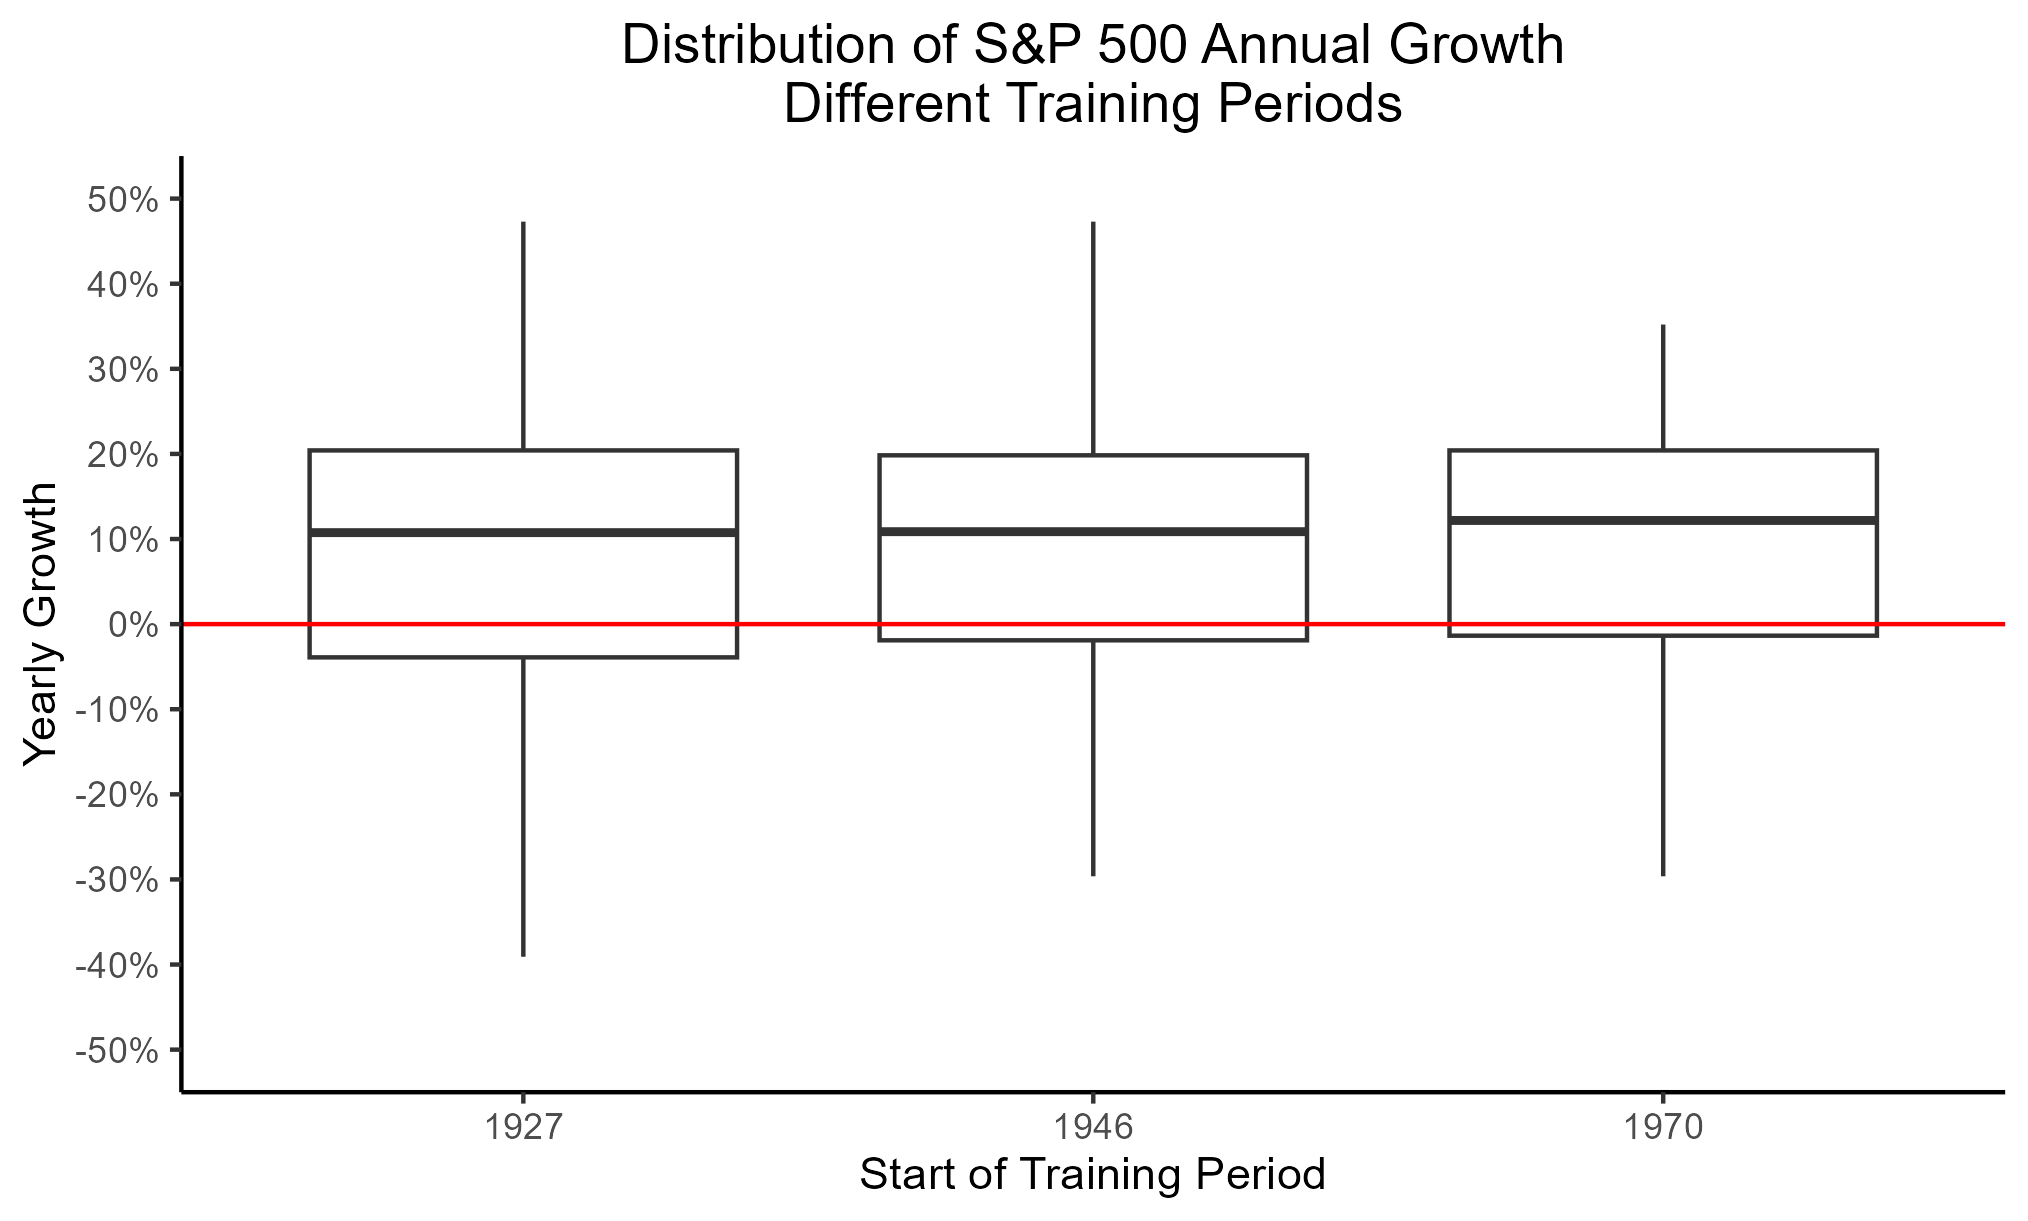 Distribution of S&P 500 Annual Growth
Different Training Periods
Yearly Growth
50%
40%
30%
20%
10%
0%
-10%
-20%
-30%
-40%
-50%
1927 1946 1970
Start of Training Period